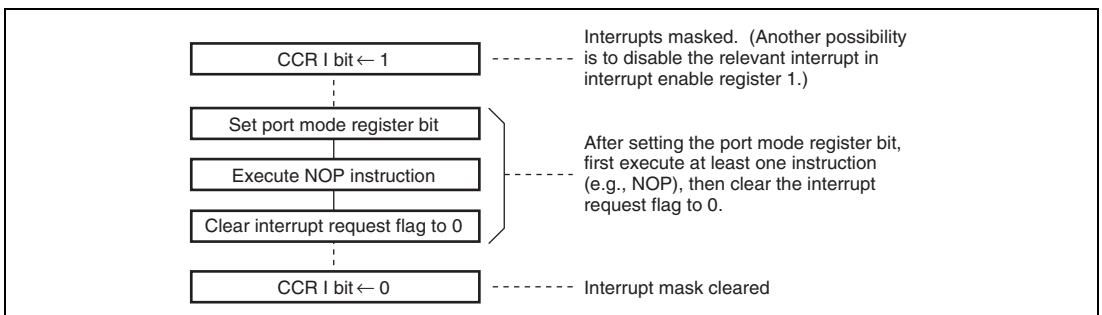 CCR I bit ← 1
Interrupts masked. (Another possibility
is to disable the relevant interrupt in
interrupt enable register 1.)
Set port mode register bit
Execute NOP instruction
Clear interrupt request flag to 0
After setting the port mode register bit,
first execute at least one instruction
(e.g., NOP), then clear the interrupt
request flag to 0.
CCR I bit ← 0
Interrupt mask cleared